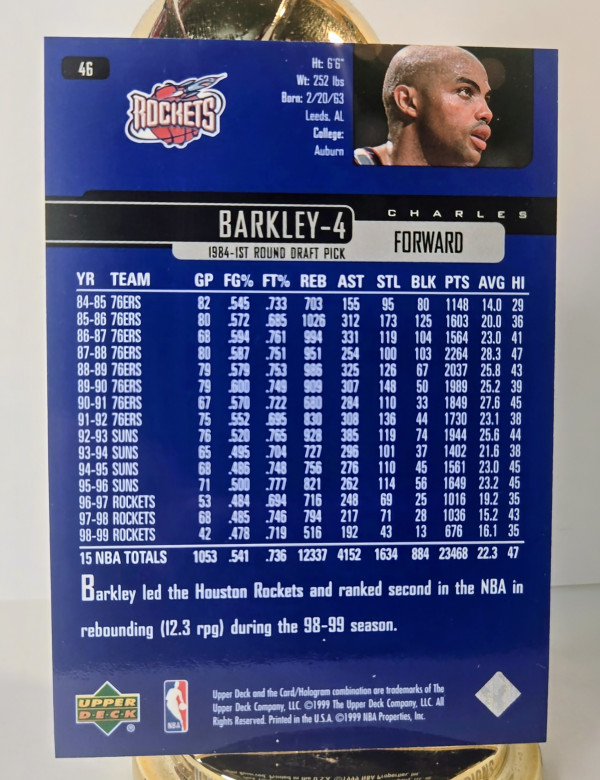 46
ROCKETS
Ht: 6'6"
Wt: 252 lbs
Born: 2/20/63
Leeds, AL
College:
Auburn
CHARLES
BARKLEY-4
FORWARD
1984-1ST ROUND DRAFT PICK
YR TEAM GP FG% FT% REB AST STL BLK PTS AVG HI
84-85 76ERS 82 .545 .733 703 155 95 80 1148 14.0 29
85-86 76ERS 80 .572 .685 1026 312 173 125 1603 20.0 36
86-87 76ERS 68 .594 .761 994 331 119 104 1564 23.0 41
87-88 76ERS 80 .587 .751 951 254 100 103 2264 28.3 47
88-89 76ERS 79 .579 .753 986 325 126 67 2037 25.8 43
89-90 76ERS 79 .600 .749 909 307 148 50 1989 25.2 39
90-91 76ERS 67 .570 .722 680 284 110 33 1849 27.6 45
91-92 76ERS 75 .552 .695 830 308 136 44 1730 23.1 38
92-93 SUNS 76 .520 .765 928 385 119 74 1944 25.6 44
93-94 SUNS 65 .495 .704 727 296 101 37 1402 21.6 38
94-95 SUNS 68 .486 .748 756 276 110 45 1561 23.0 45
95-96 SUNS 71 .500 .777 821 262 114 56 1649 23.2 45
96-97 ROCKETS 53 .484 .694 716 248 69 25 1016 19.2 35
97-98 ROCKETS 68 .485 .746 794 217 71 28 1036 15.2 43
98-99 ROCKETS 42 .478 .719 516 192 43 13 676 16.1 35
15 NBA TOTALS 1053 .541 .736 12337 4152 1634 884 23468 22.3 47
Barkley led the Houston Rockets and ranked second in the NBA in
rebounding (12.3 rpg) during the 98-99 season.
UPPER
DECK
®
NBA
Upper Deck and the Card/Hologram combination are trademarks of The
Upper Deck Company, LLC. ©1999 The Upper Deck Company, LLC. All
Rights Reserved. Printed in the U.S.A. ©1999 NBA Properties, Inc.